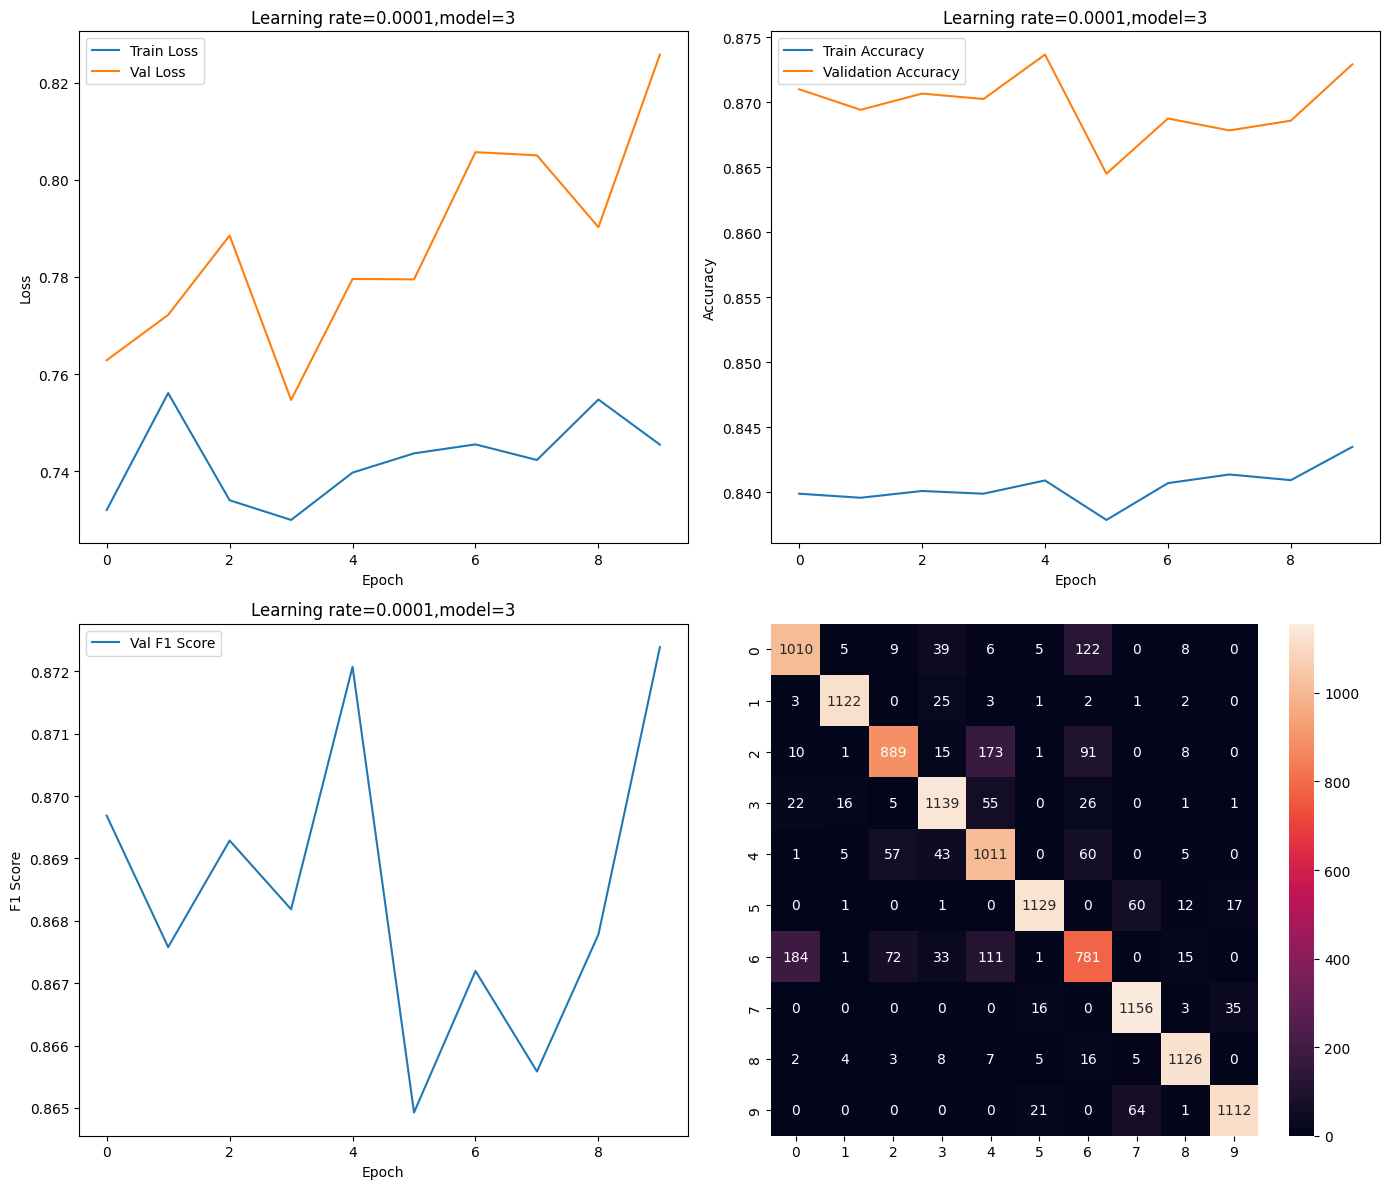 Learning rate=0.0001,model=3
Train Loss
Val Loss
0.82
0.80
0.78
0.76
0.74
Loss
0 2 4 6 8
Epoch
Learning rate=0.0001,model=3
Train Accuracy
Validation Accuracy
0.875
0.870
0.865
0.860
0.855
0.850
0.845
0.840
Accuracy
0 2 4 6 8
Epoch
Learning rate=0.0001,model=3
Val F1 Score
0.872
0.871
0.870
0.869
0.868
0.867
0.866
0.865
F1 Score
0 2 4 6 8
Epoch
0 1010 5 9 39 6 5 122 0 8 0
1 3 1122 0 25 3 1 2 1 2 0
2 10 1 889 15 173 1 91 0 8 0
3 22 16 5 1139 55 0 26 0 1 1
4 1 5 57 43 1011 0 60 0 5 0
5 0 1 0 1 0 1129 0 60 12 17
6 184 1 72 33 111 1 781 0 15 0
7 0 0 0 0 0 16 0 1156 3 35
8 2 4 3 8 7 5 16 5 1126 0
9 0 0 0 0 0 21 0 64 1 1112
0 1 2 3 4 5 6 7 8 9
1000
800
600
400
200
0